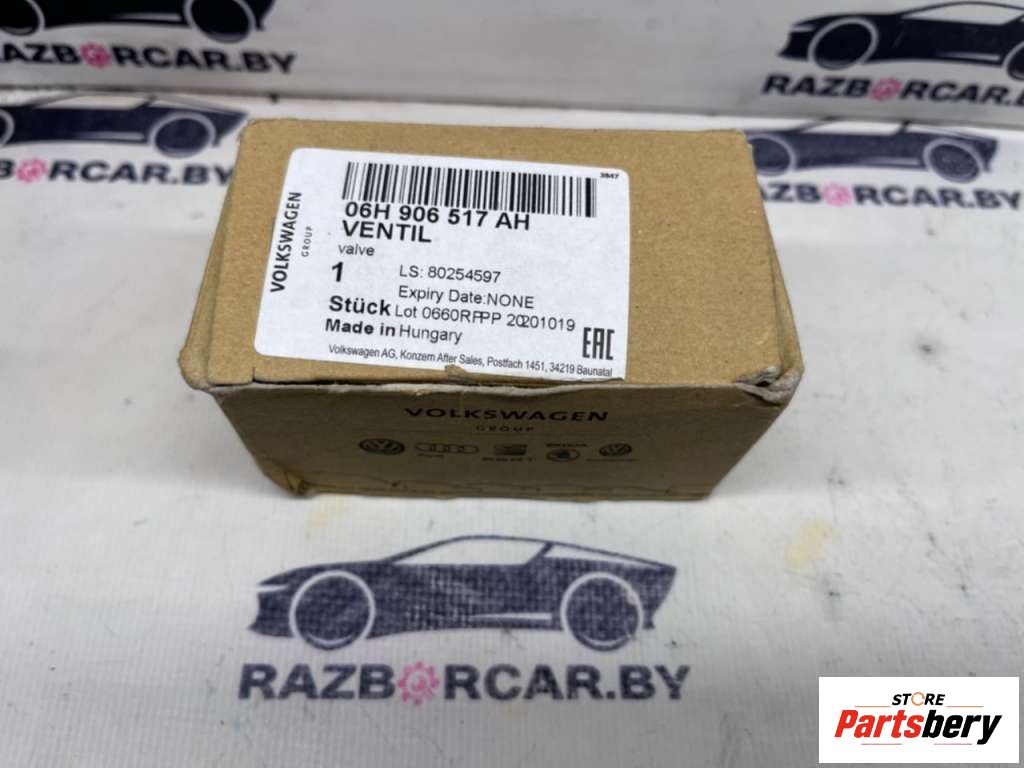 RAZBORCAR.BY
RAZBORCAR.BY
RAZBORCAR.BY
RAZBORCAR.BY
3847
VOLKSWAGEN
GROUP
06H 906 517 AH
VENTIL
valve
1
LS: 80254597
Expiry Date:NONE
Stück
Lot 0660RPPP 20201019
Made in Hungary
EAC
Volkswagen AG, Konzern After Sales, Postfach 1451, 34219 Baunatal
VOLKSWAGEN
GROUP
RAZBORCAR.BY
STORE
Partsbery